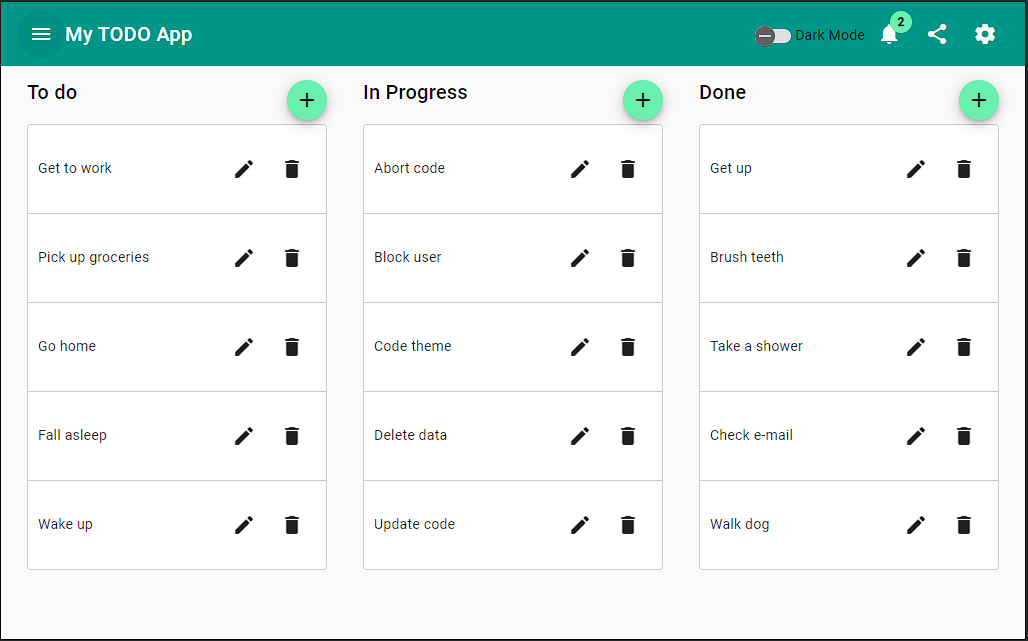 My TODO App
Dark Mode
2
To do
Get to work
Pick up groceries
Go home
Fall asleep
Wake up
In Progress
Abort code
Block user
Code theme
Delete data
Update code
Done
Get up
Brush teeth
Take a shower
Check e-mail
Walk dog